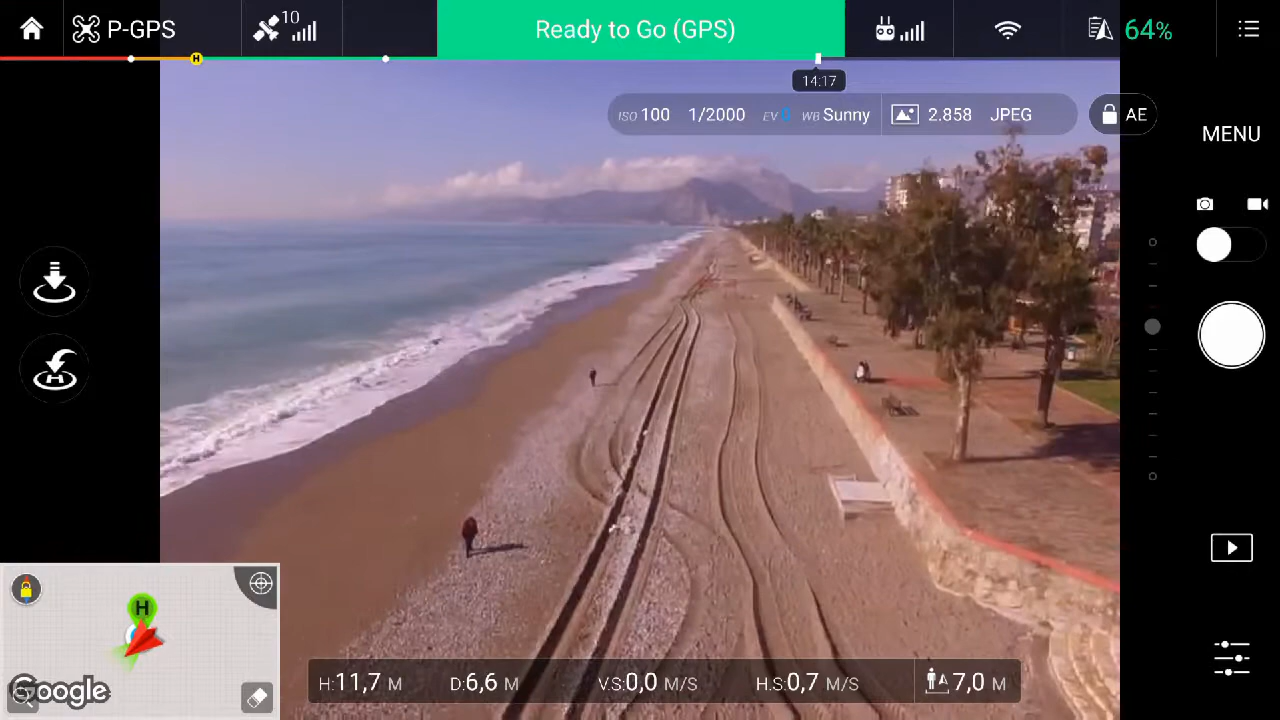 P-GPS
10
Ready to Go (GPS)
64%
H
14:17
ISO 100 1/2000 EV 0 WB Sunny 2.858 JPEG
AE
MENU
H
H
Google
H:11,7 M D:6,6 M V.S:0,0 M/S H.S:0,7 M/S 7,0 M